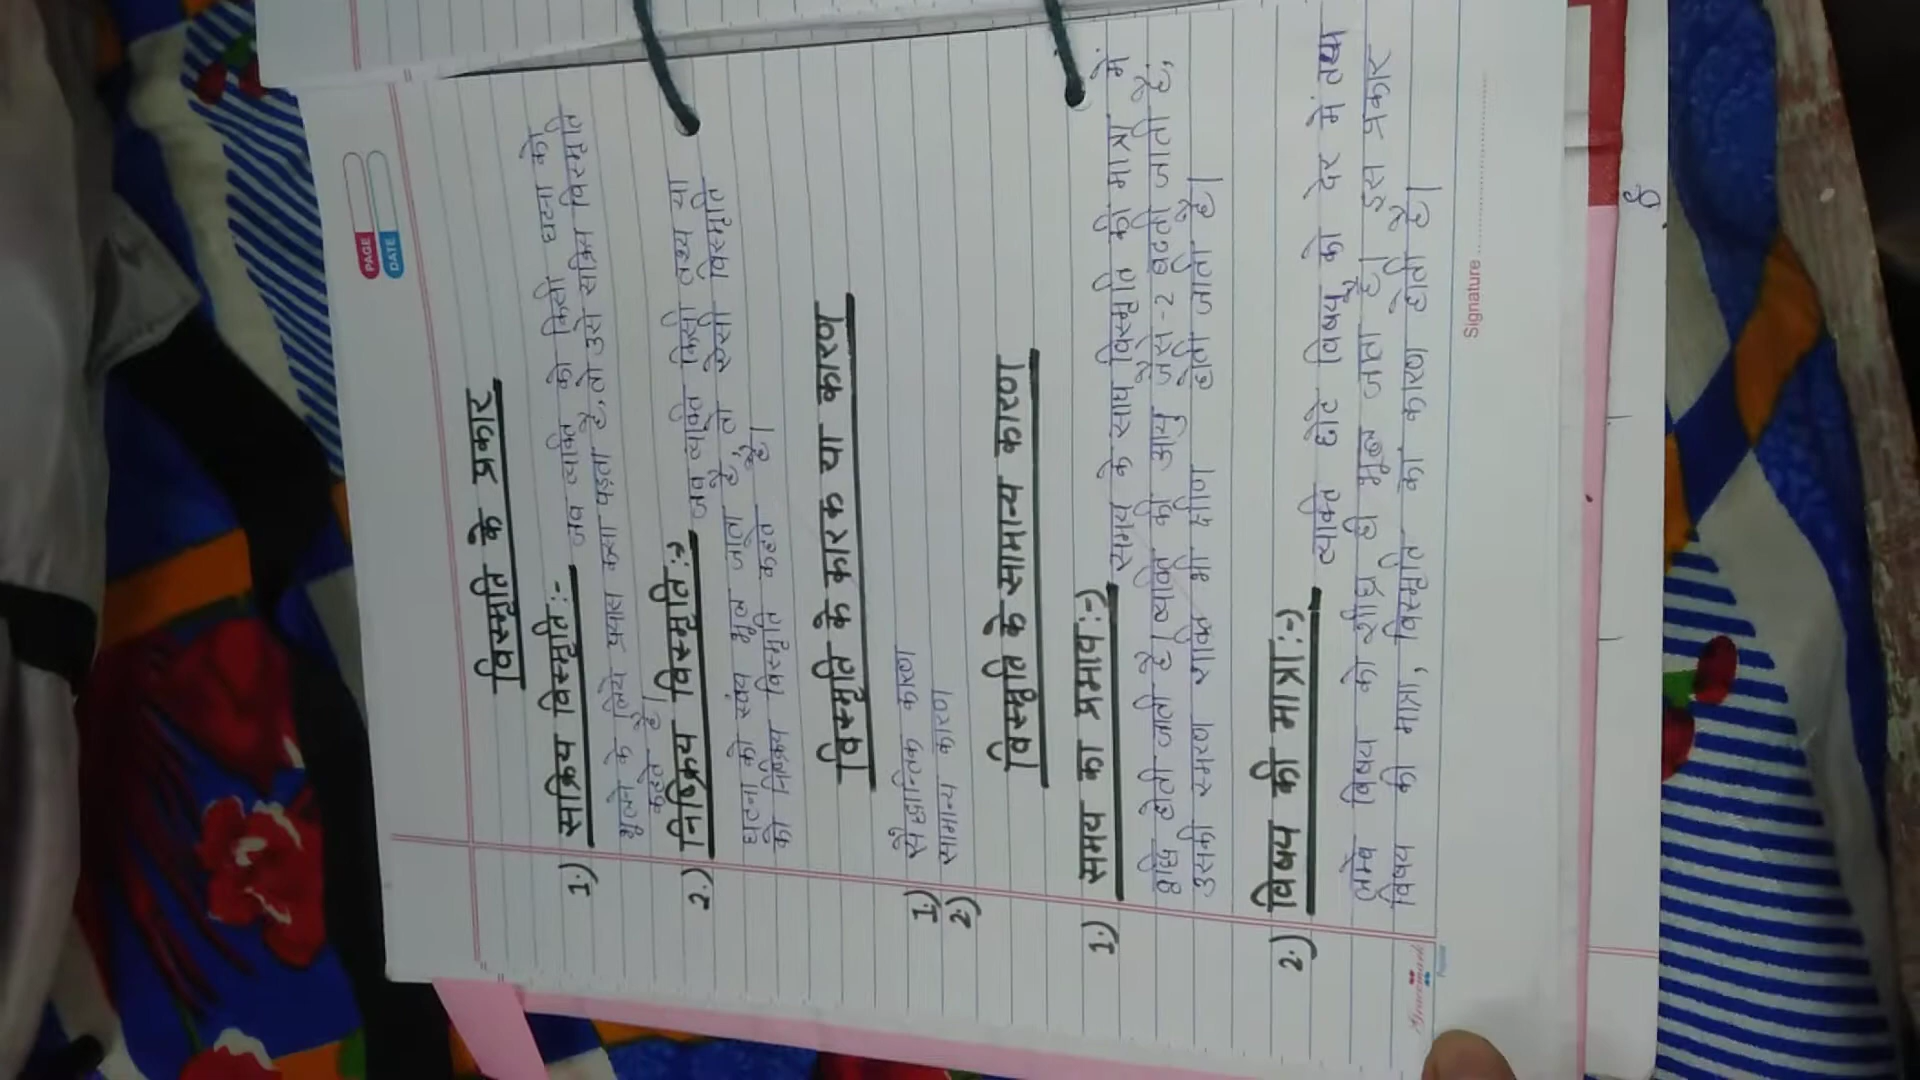 PAGE
DATE
विस्मृति के प्रकार
1.) सक्रिय विस्मृति :- जब व्यक्ति को किसी घटना को
भूलने के लिये प्रयास करना पड़ता है, तो उसे सक्रिय विस्मृति
कहते है।
2.) निष्क्रिय विस्मृति :-> जब व्यक्ति किसी तथ्य या
घटना को स्वंय भूल जाता है, तो ऐसी विस्मृति
को निष्क्रिय विस्मृति कहते है।
विस्मृति के कारक या कारण
1.) सैद्धान्तिक कारण
2.) सामान्य कारण
विस्मृति के सामान्य कारण
1.) समय का प्रभाव :-> समय के साथ विस्मृति की मात्रा में
वृद्धि होती जाती है। व्यक्ति की आयु जैसे-2 बढती जाती है,
उसकी स्मरण शक्ति भी क्षीण होती जाती है।
2.) विषय की मात्रा :-> व्यक्ति छोटे विषय को देर में तथा
लम्बे विषय को शीघ्र ही भूल जाता है। इस प्रकार
विषय की मात्रा, विस्मृति का कारण होती है।
Signature